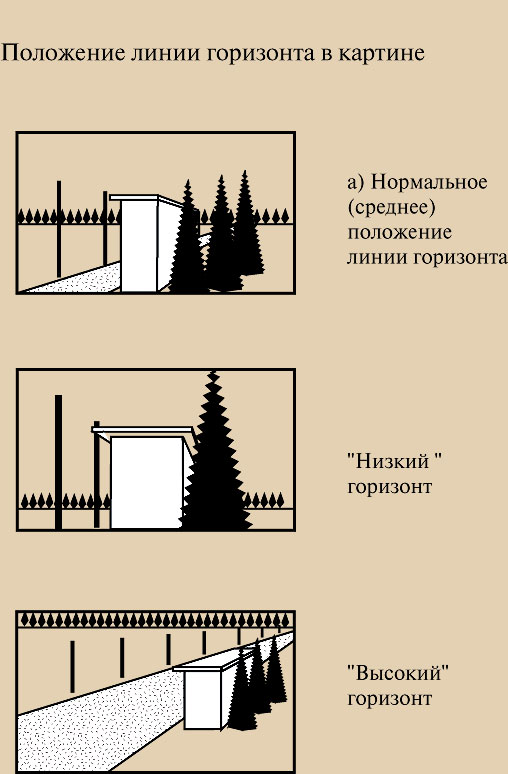 Положение линии горизонта в картине
а) Нормальное
(среднее)
положение
линии горизонта
"Низкий "
горизонт
"Высокий"
горизонт